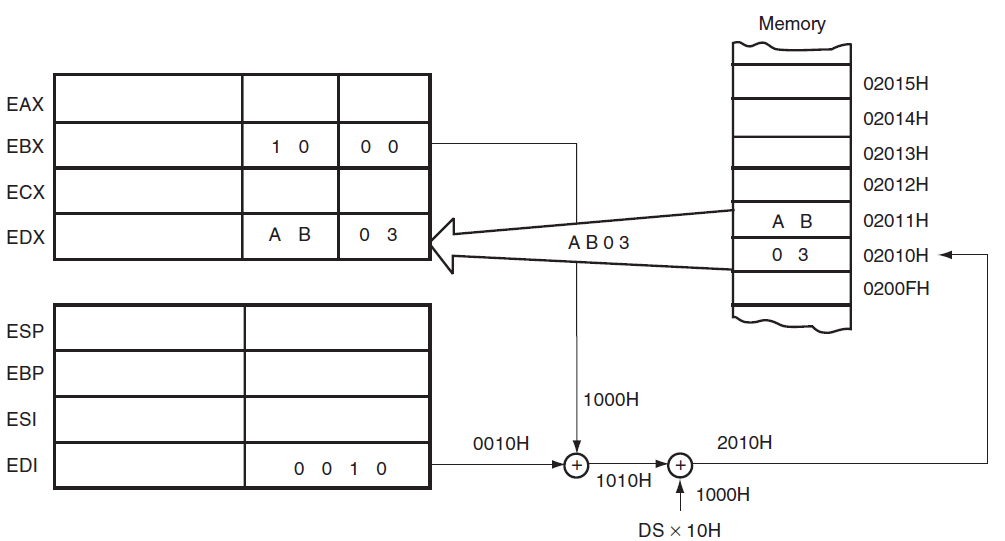 Memory
02015H
EAX
02014H
EBX 1 0 0 0
02013H
ECX
02012H
EDX A B 0 3
A B 0 3
A B 02011H
0 3 02010H
0200FH
ESP
EBP
ESI
1000H
EDI 0 0 1 0
0010H
+
1010H
+
2010H
1000H
DS × 10H